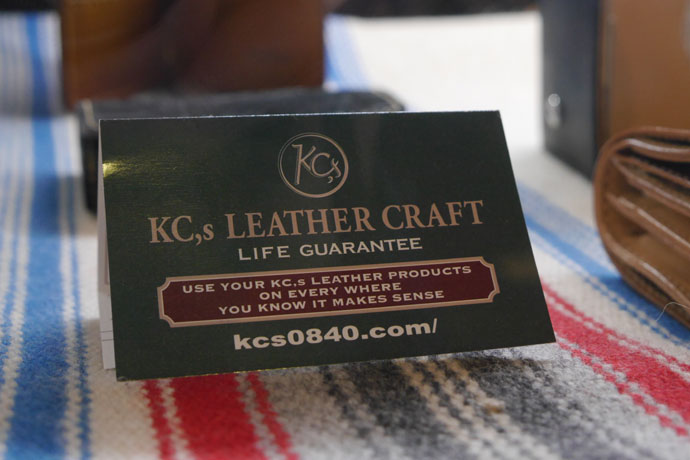 KC,s
KC,s LEATHER CRAFT
LIFE GUARANTEE
USE YOUR KC,s LEATHER PRODUCTS
ON EVERY WHERE
YOU KNOW IT MAKES SENSE
kcs0840.com/